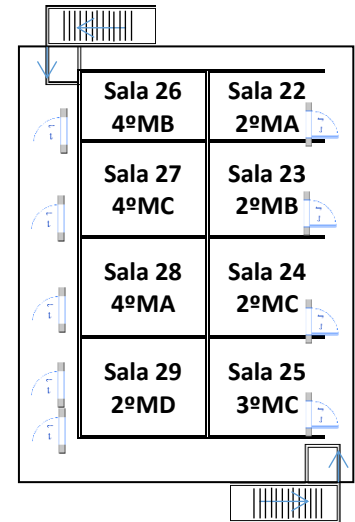 Sala 26
4ºMB
Sala 22
2ºMA
Sala 27
4ºMC
Sala 23
2ºMB
Sala 28
4ºMA
Sala 24
2ºMC
Sala 29
2ºMD
Sala 25
3ºMC